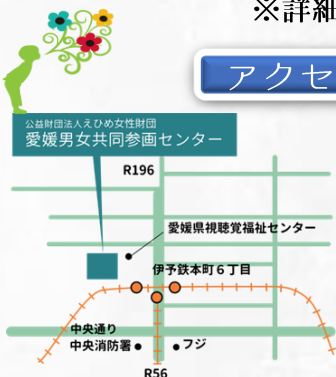 ※詳細
アクセ
公益財団法人えひめ女性財団
愛媛男女共同参画センター
R196
愛媛県視聴覚福祉センター
伊予鉄本町６丁目
中央通り
中央消防署
フジ
R56